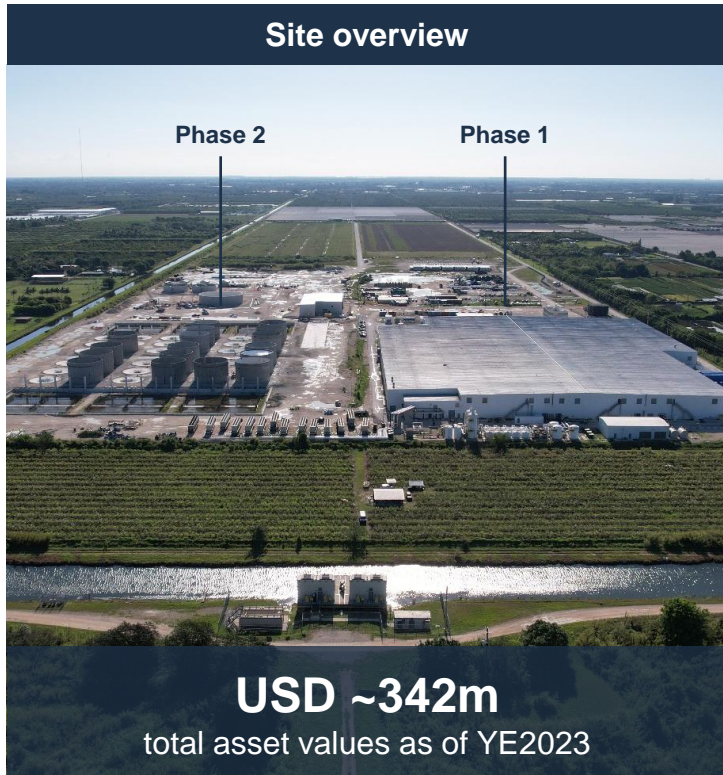 Site overview
Phase 2 Phase 1
USD ~342m
total asset values as of YE2023